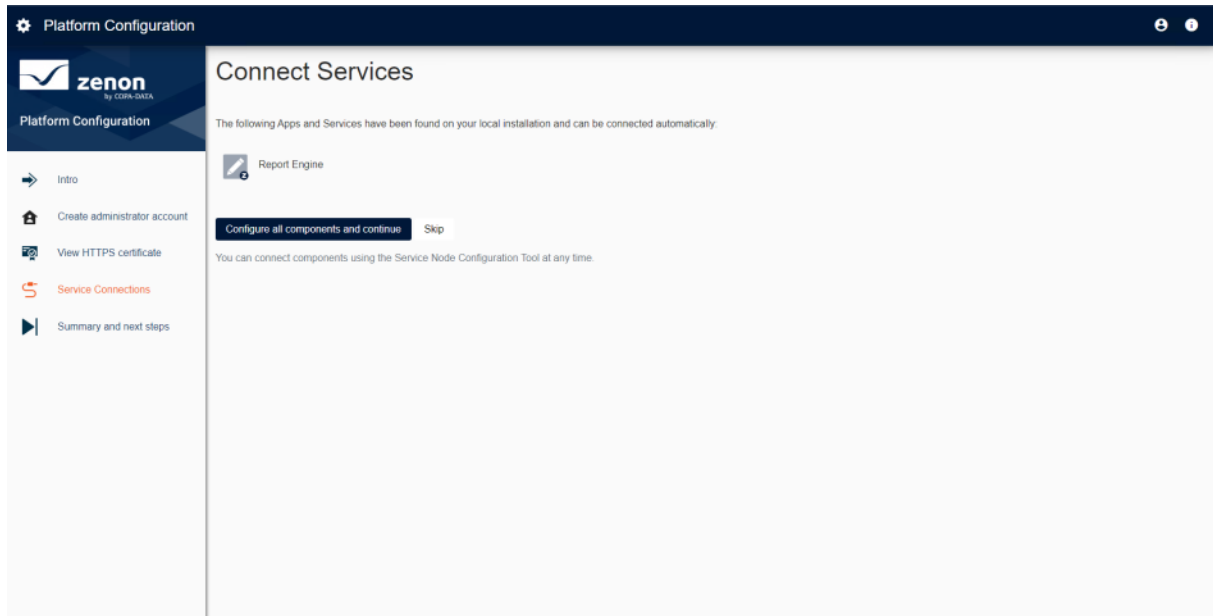 Platform Configuration
zenon
by COPA-DATA
Platform Configuration
Intro
Create administrator account
View HTTPS certificate
Service Connections
Summary and next steps
Connect Services
The following Apps and Services have been found on your local installation and can be connected automatically:
Report Engine
Configure all components and continue Skip
You can connect components using the Service Node Configuration Tool at any time.